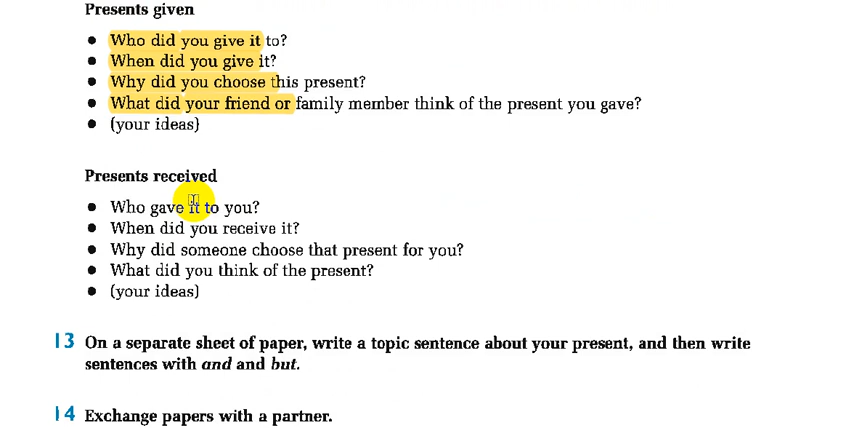 Presents given
● Who did you give it to?
● When did you give it?
● Why did you choose this present?
● What did your friend or family member think of the present you gave?
● (your ideas)
Presents received
● Who gave it to you?
● When did you receive it?
● Why did someone choose that present for you?
● What did you think of the present?
● (your ideas)
13 On a separate sheet of paper, write a topic sentence about your present, and then write
sentences with and and but.
14 Exchange papers with a partner.